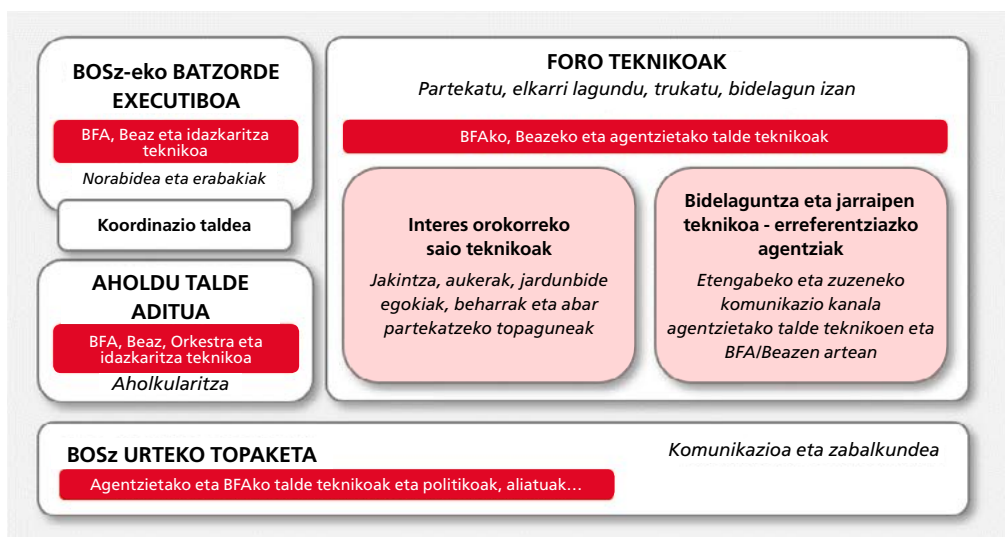 BOSz-eko BATZORDE
EXECUTIBOA
BFA, Beaz eta idazkaritza
teknikoa
Norabidea eta erabakiak
Koordinazio taldea
AHOLDU TALDE
ADITUA
BFA, Beaz, Orkestra eta
idazkaritza teknikoa
Aholkularitza
FORO TEKNIKOAK
Partekatu, elkarri lagundu, trukatu, bidelagun izan
BFAko, Beazeko eta agentzietako talde teknikoak
Interes orokorreko
saio teknikoak
Jakintza, aukerak, jardunbide
egokiak, beharrak eta abar
partekatzeko topaguneak
Bidelaguntza eta jarraipen
teknikoa - erreferentziazko
agentziak
Etengabeko eta zuzeneko
komunikazio kanala
agentzietako talde teknikoen eta
BFA/Beazen artean
BOSz URTEKO TOPAKETA
Komunikazioa eta zabalkundea
Agentzietako eta BFAko talde teknikoak eta politikoak, aliatuak…